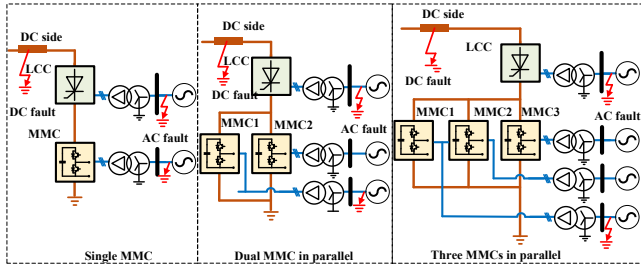 DC side
LCC
DC fault
MMC
AC fault
Single MMC
DC side
LCC
DC fault
MMC1
MMC2
AC fault
Dual MMC in parallel
DC side
LCC
DC fault
MMC1
MMC2
MMC3
AC fault
Three MMCs in parallel